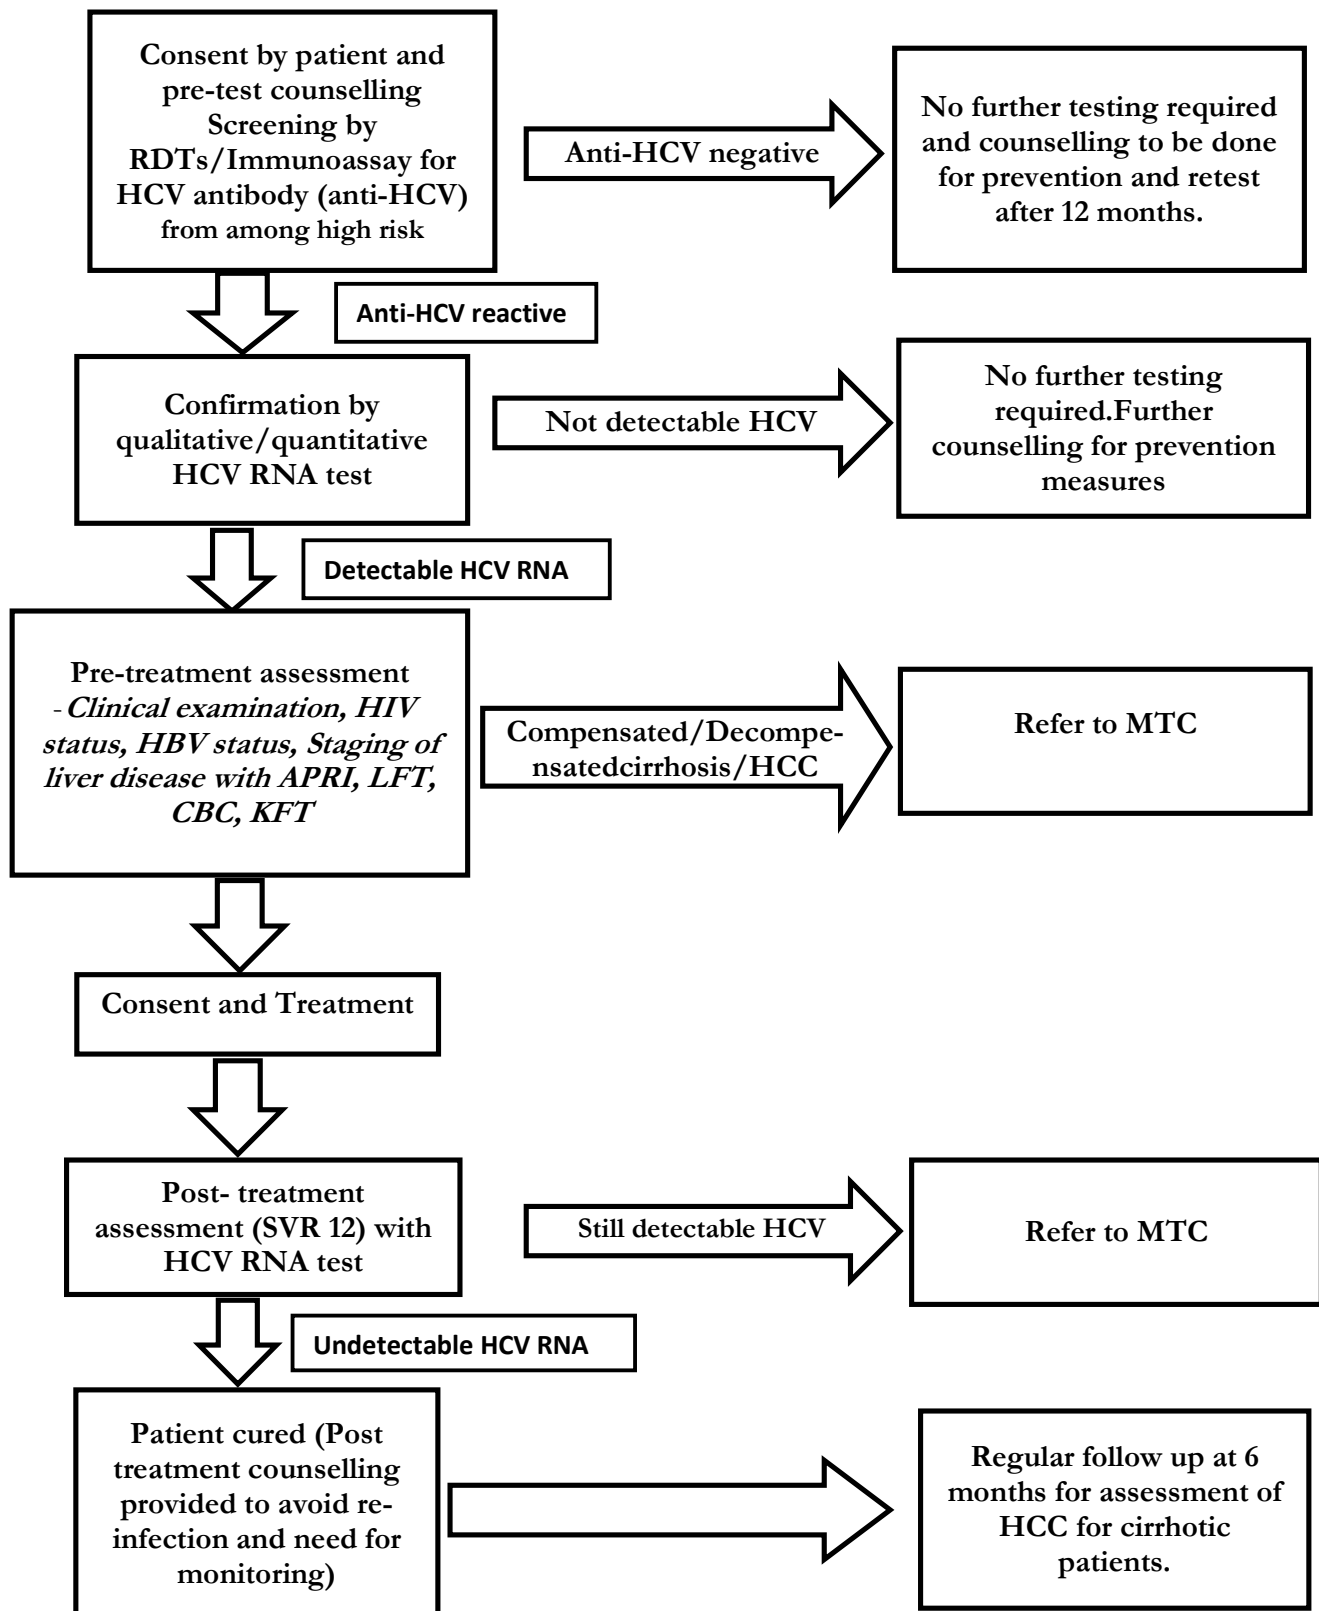 Consent by patient and
pre-test counselling
Screening by
RDTs/Immunoassay for
HCV antibody (anti-HCV)
from among high risk
Anti-HCV negative
No further testing required
and counselling to be done
for prevention and retest
after 12 months.
Anti-HCV reactive
Confirmation by
qualitative/quantitative
HCV RNA test
Not detectable HCV
No further testing
required.Further
counselling for prevention
measures
Detectable HCV RNA
Pre-treatment assessment
- Clinical examination, HIV
status, HBV status, Staging of
liver disease with APRI, LFT,
CBC, KFT
Compensated/Decompe-
nsatedcirrhosis/HCC
Refer to MTC
Consent and Treatment
Post- treatment
assessment (SVR 12) with
HCV RNA test
Still detectable HCV
Refer to MTC
Undetectable HCV RNA
Patient cured (Post
treatment counselling
provided to avoid re-
infection and need for
monitoring)
Regular follow up at 6
months for assessment of
HCC for cirrhotic
patients.